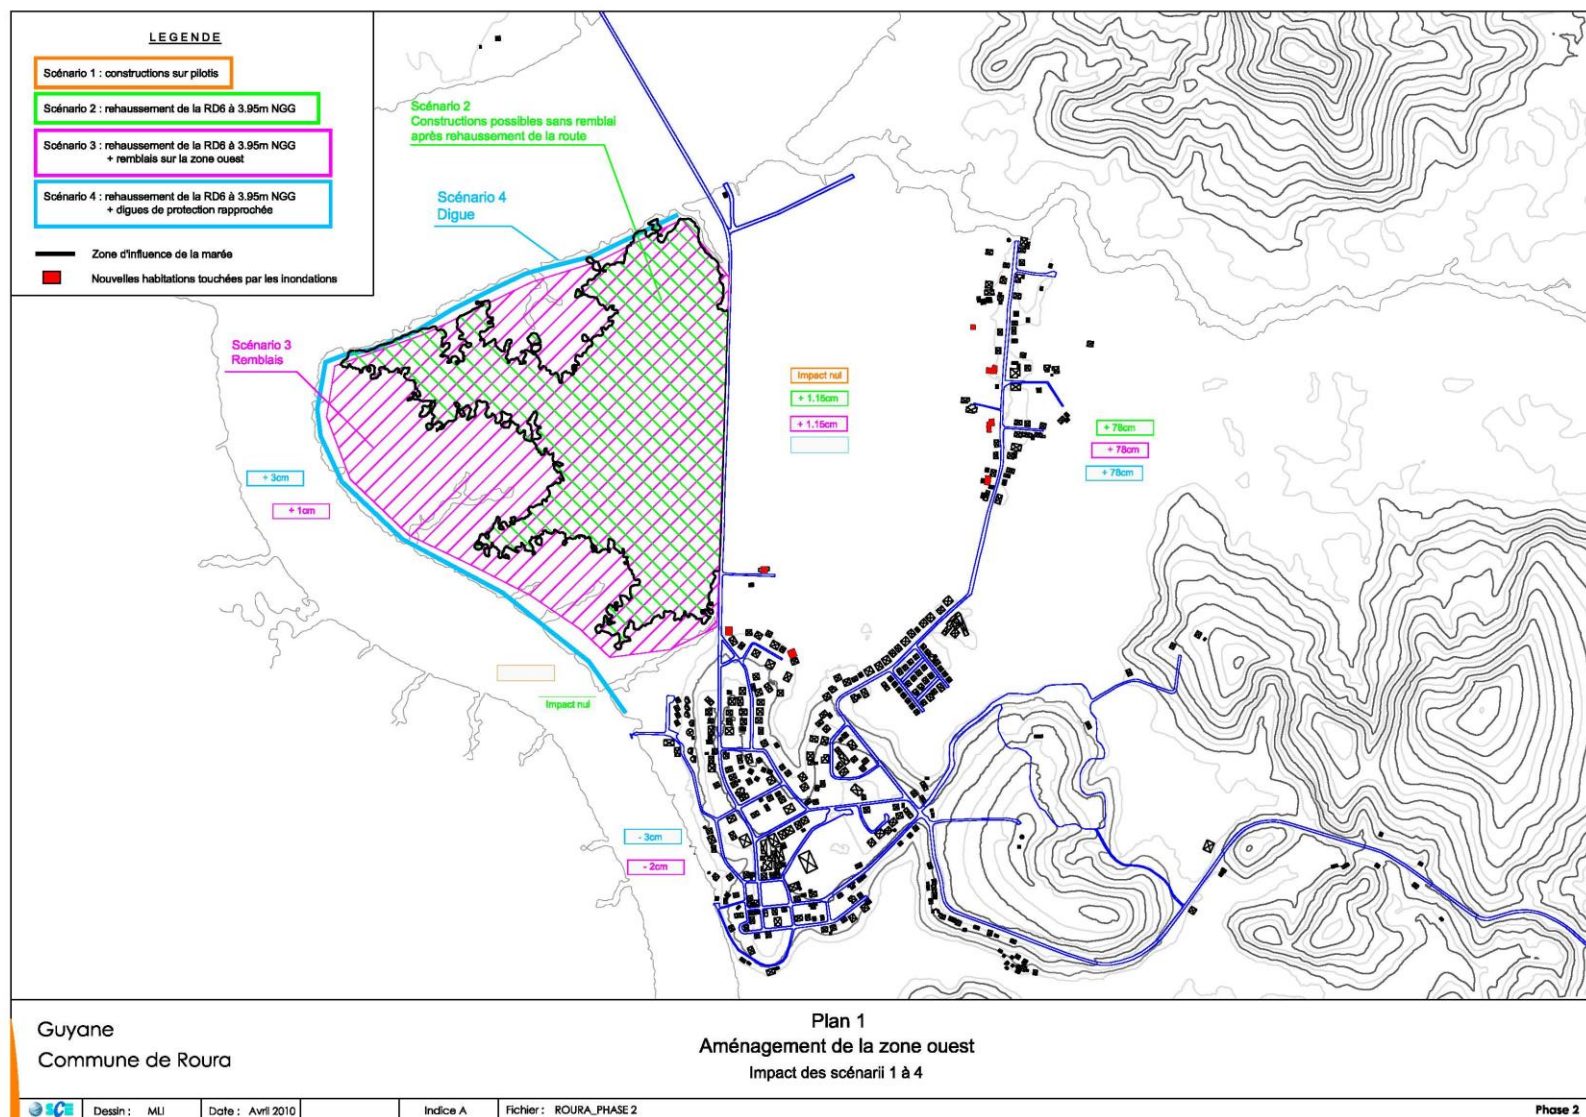 LEGENDE
Scénario 1 : constructions sur pilotis
Scénario 2 : rehaussement de la RD6 à 3.95m NGG
Scénario 3 : rehaussement de la RD6 à 3.95m NGG
+ remblais sur la zone ouest
Scénario 4 : rehaussement de la RD6 à 3.95m NGG
+ digues de protection rapprochée
Zone d'influence de la marée
Nouvelles habitations touchées par les inondations
Scénario 2
Constructions possibles sans remblai
après rehaussement de la route
Scénario 4
Digue
Scénario 3
Remblais
Impact nul
+ 1.15cm
+ 1.15cm
+ 78cm
+ 78cm
+ 78cm
+ 3cm
+ 1cm
Impact nul
- 3cm
- 2cm
Guyane
Commune de Roura
Plan 1
Aménagement de la zone ouest
Impact des scénarii 1 à 4
SCE
Dessin : MLI
Date : Avril 2010
Indice A
Fichier : ROURA_PHASE 2
Phase 2